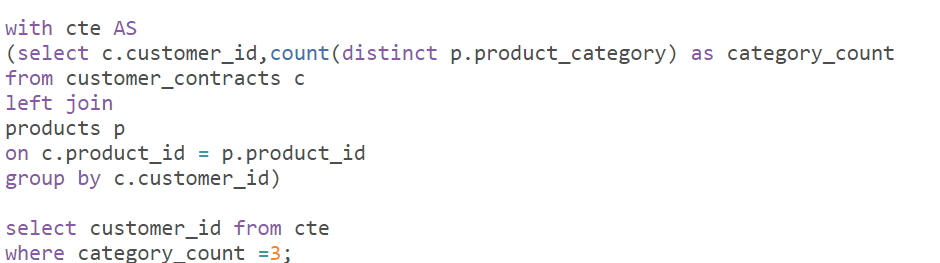 with cte AS
(select c.customer_id,count(distinct p.product_category) as category_count
from customer_contracts c
left join
products p
on c.product_id = p.product_id
group by c.customer_id)
select customer_id from cte
where category_count =3;